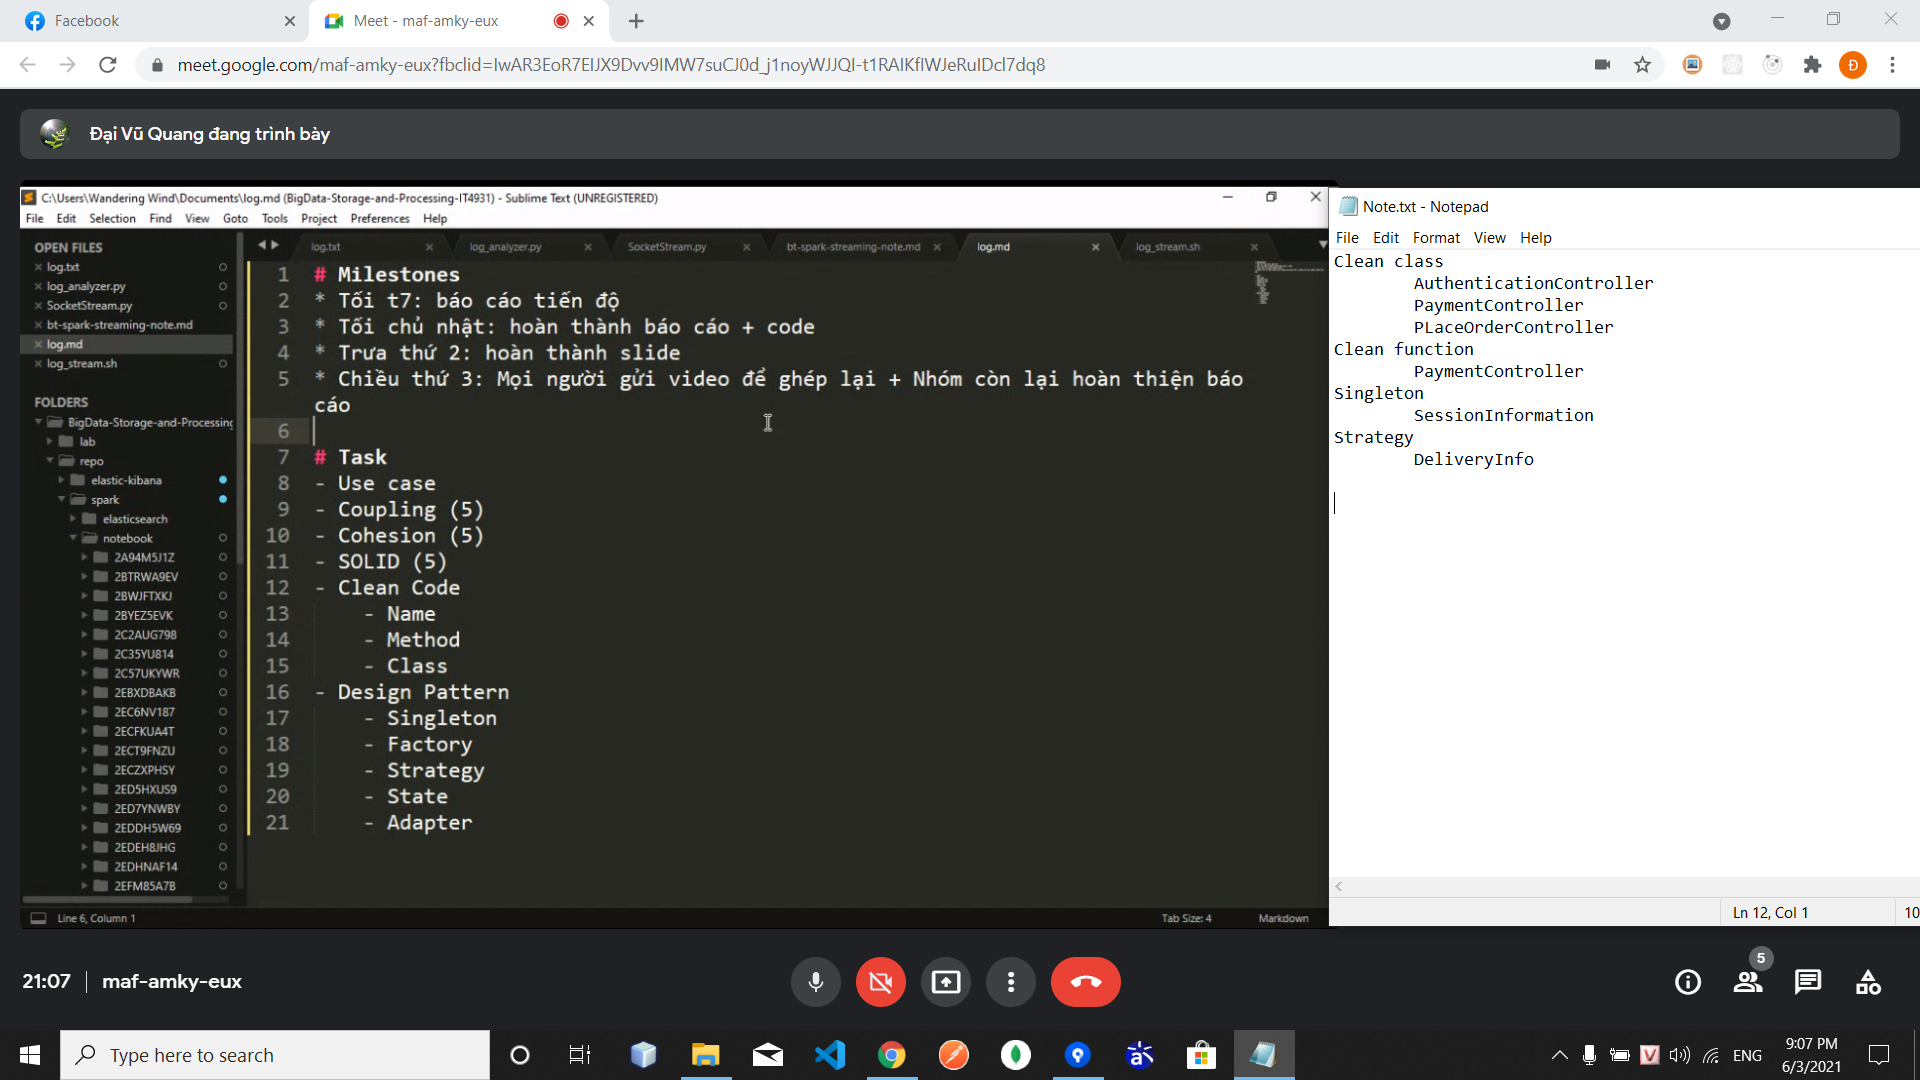 Facebook
Meet - maf-amky-eux
meet.google.com/maf-amky-eux?fbclid=IwAR3EoR7EIJX9Dvv9IMW7suCJ0d_j1noyWJJQI-t1RAIKfIWJeRuIDcl7dq8
Đ
Đại Vũ Quang đang trình bày
C:\Users\Wandering Wind\Documents\log.md (BigData-Storage-and-Processing-IT4931) - Sublime Text (UNREGISTERED)
File Edit Selection Find View Goto Tools Project Preferences Help
OPEN FILES
log.txt
log_analyzer.py
SocketStream.py
bt-spark-streaming-note.md
log.md
log_stream.sh
FOLDERS
BigData-Storage-and-Processing
lab
repo
elastic-kibana
spark
elasticsearch
notebook
2A94M5J1Z
2BTRWA9EV
2BWJFTXKJ
2BYEZ5EVK
2C2AUG798
2C35YU814
2C57UKYWR
2EBXDBAKB
2EC6NV187
2ECFKUA4T
2ECT9FNZU
2ECZXPHSY
2ED5HXUS9
2ED7YNWBY
2EDDH5W69
2EDEH8JHG
2EDHNAF14
2EFM85A7B
log.txt log_analyzer.py SocketStream.py bt-spark-streaming-note.md log.md log_stream.sh
1 # Milestones
2 * Tối t7: báo cáo tiến độ
3 * Tối chủ nhật: hoàn thành báo cáo + code
4 * Trưa thứ 2: hoàn thành slide
5 * Chiều thứ 3: Mọi người gửi video để ghép lại + Nhóm còn lại hoàn thiện báo
cáo
6
7 # Task
8 - Use case
9 - Coupling (5)
10 - Cohesion (5)
11 - SOLID (5)
12 - Clean Code
13 - Name
14 - Method
15 - Class
16 - Design Pattern
17 - Singleton
18 - Factory
19 - Strategy
20 - State
21 - Adapter
Line 6, Column 1
Tab Size: 4
Markdown
Note.txt - Notepad
File Edit Format View Help
Clean class
AuthenticationController
PaymentController
PLaceOrderController
Clean function
PaymentController
Singleton
SessionInformation
Strategy
DeliveryInfo
Ln 12, Col 1
10
21:07 | maf-amky-eux
5
Type here to search
ENG
9:07 PM
6/3/2021